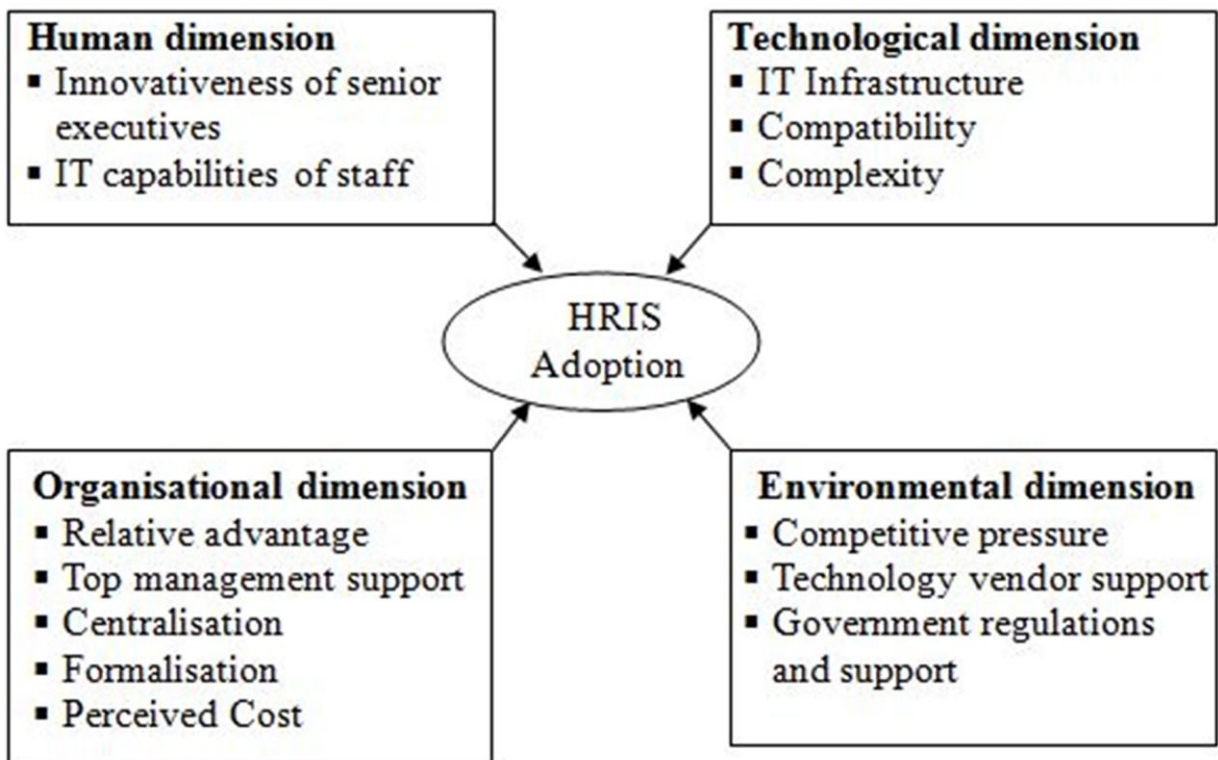 Human dimension
▪ Innovativeness of senior
executives
▪ IT capabilities of staff
Technological dimension
▪ IT Infrastructure
▪ Compatibility
▪ Complexity
HRIS
Adoption
Organisational dimension
▪ Relative advantage
▪ Top management support
▪ Centralisation
▪ Formalisation
▪ Perceived Cost
Environmental dimension
▪ Competitive pressure
▪ Technology vendor support
▪ Government regulations
and support